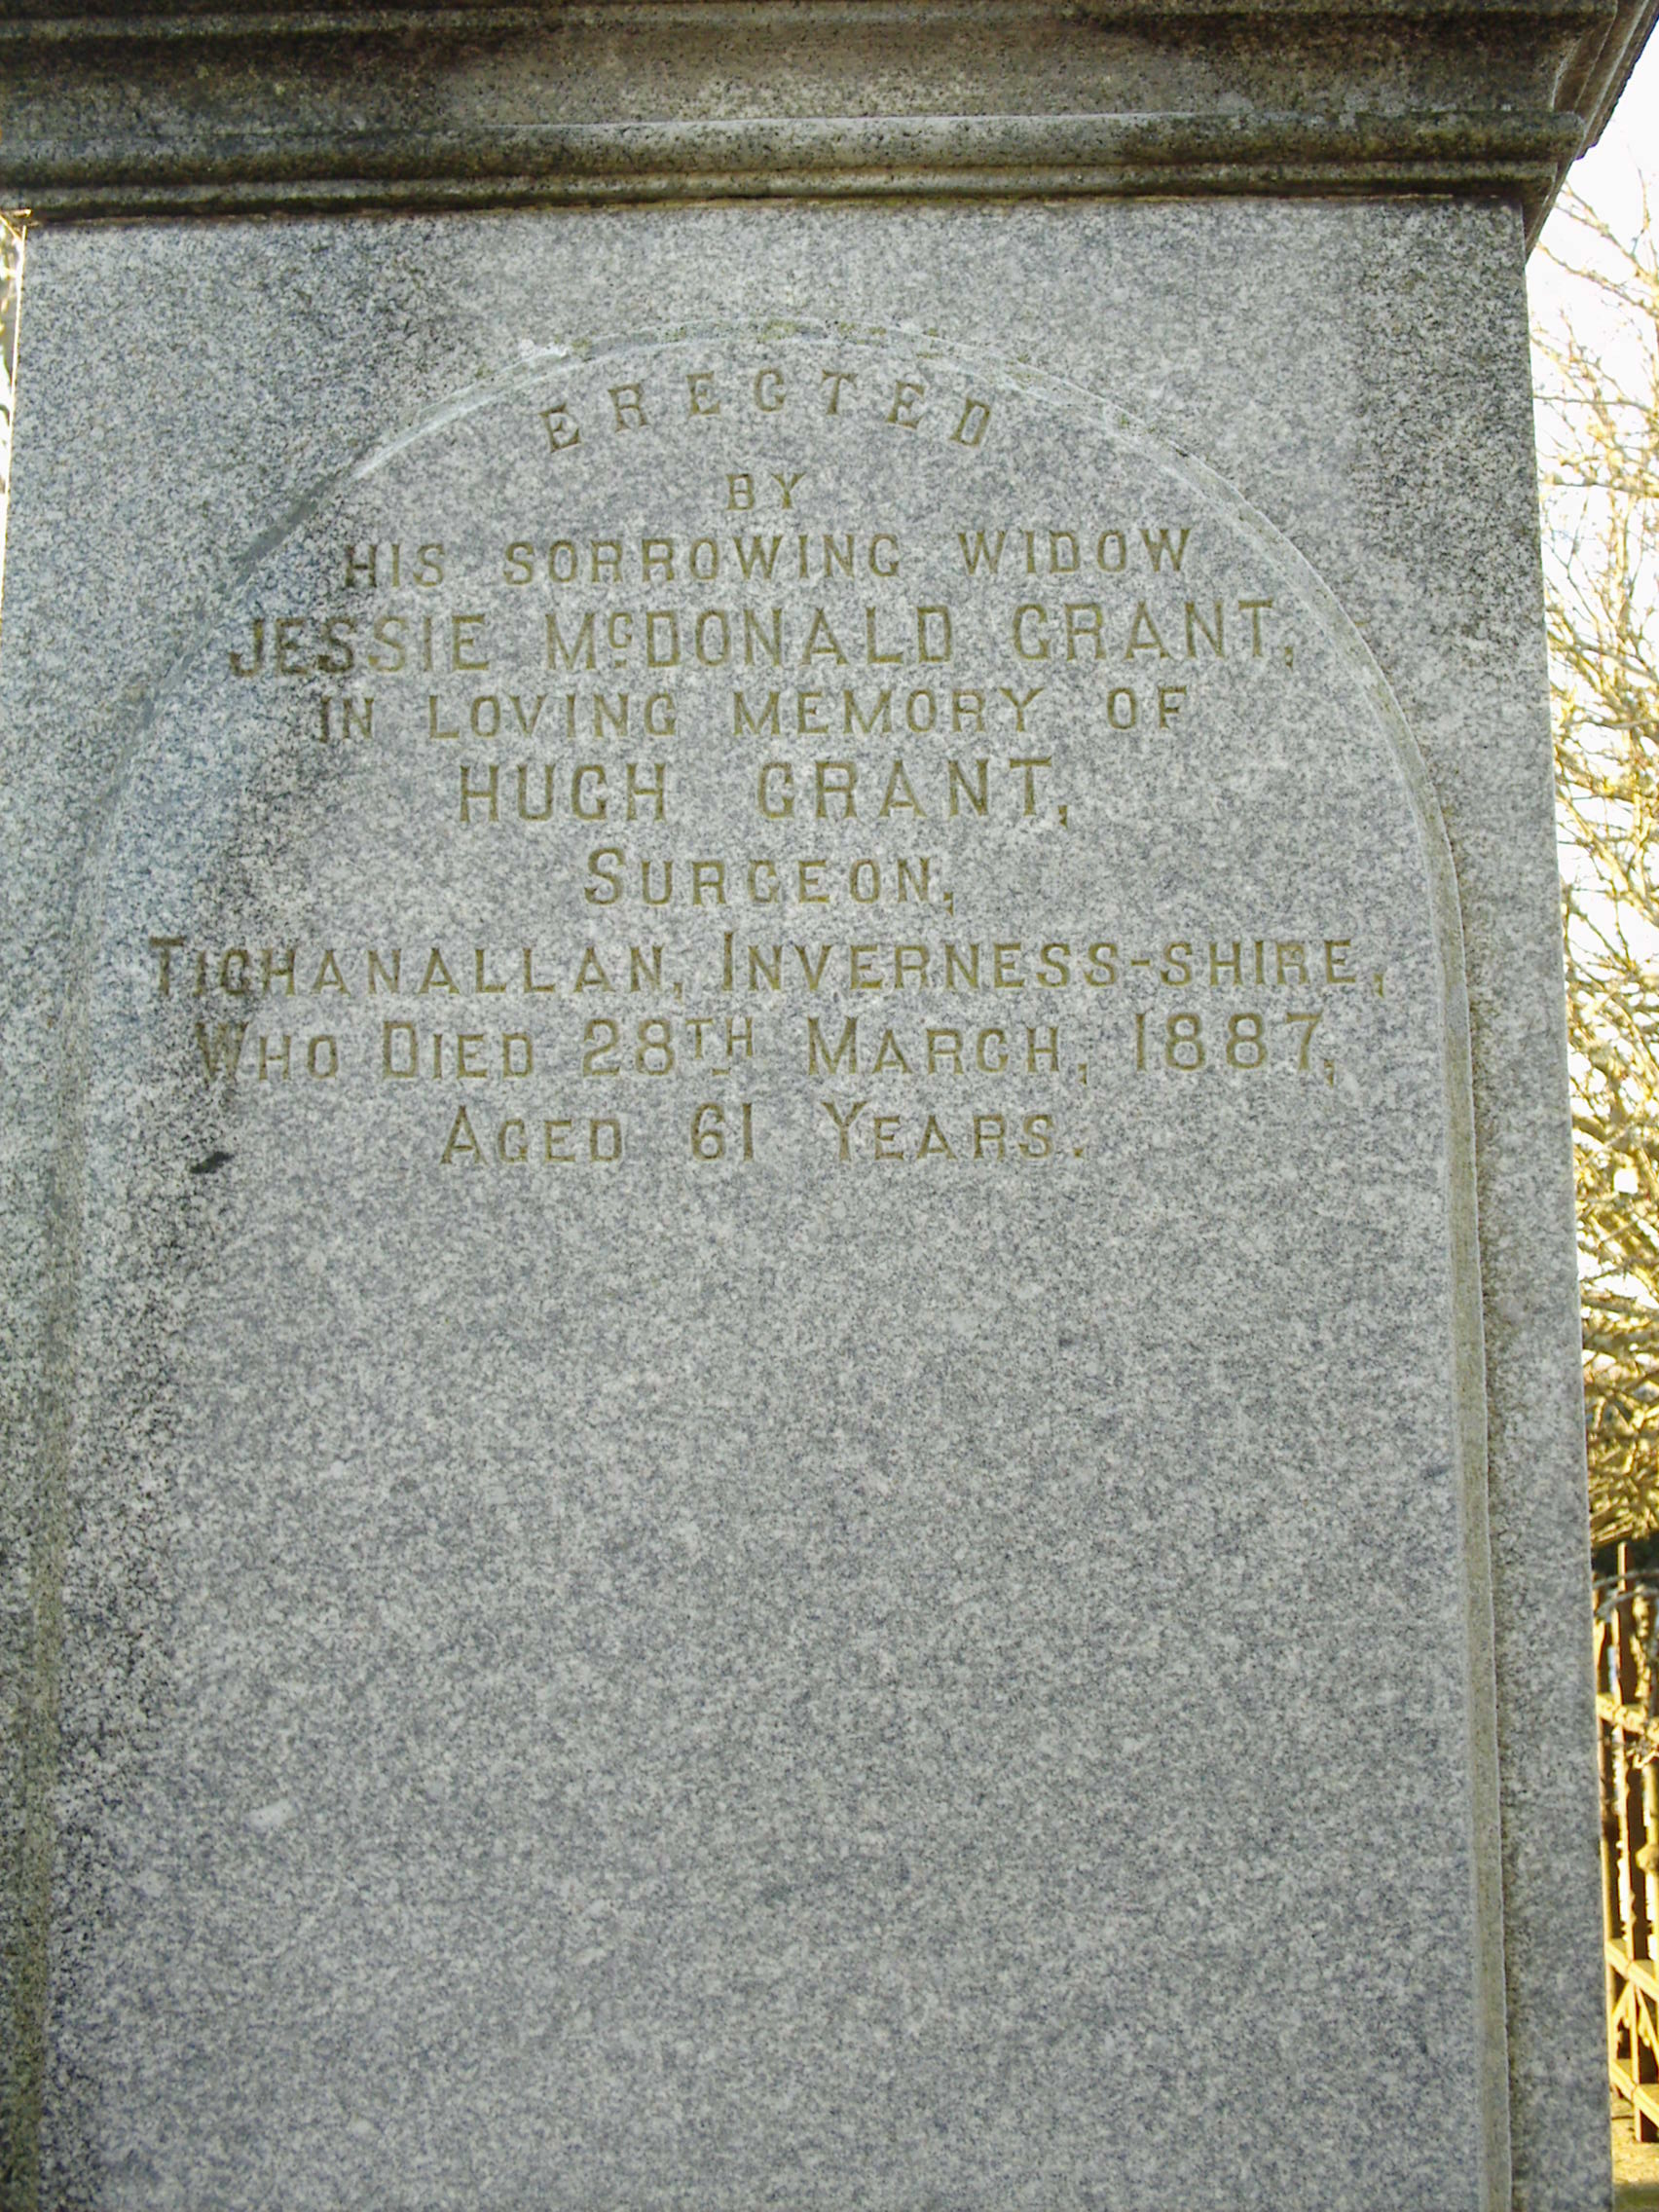 ERECTED
BY
HIS SORROWING WIDOW
JESSIE McDONALD GRANT,
IN LOVING MEMORY OF
HUGH GRANT,
SURGEON,
TIGHANALLAN, INVERNESS-SHIRE,
WHO DIED 28TH MARCH, 1887,
AGED 61 YEARS.